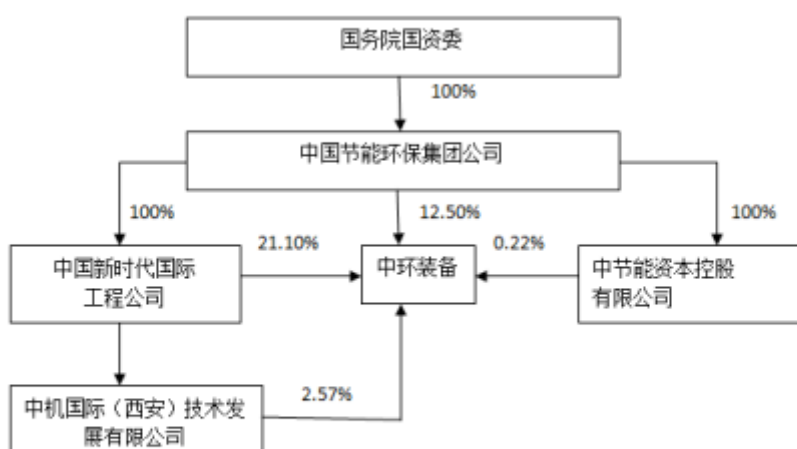 国务院国资委
100%
中国节能环保集团公司
100%
12.50%
100%
21.10%
0.22%
中国新时代国际
工程公司
中环装备
中节能资本控股
有限公司
2.57%
中机国际（西安）技术发
展有限公司